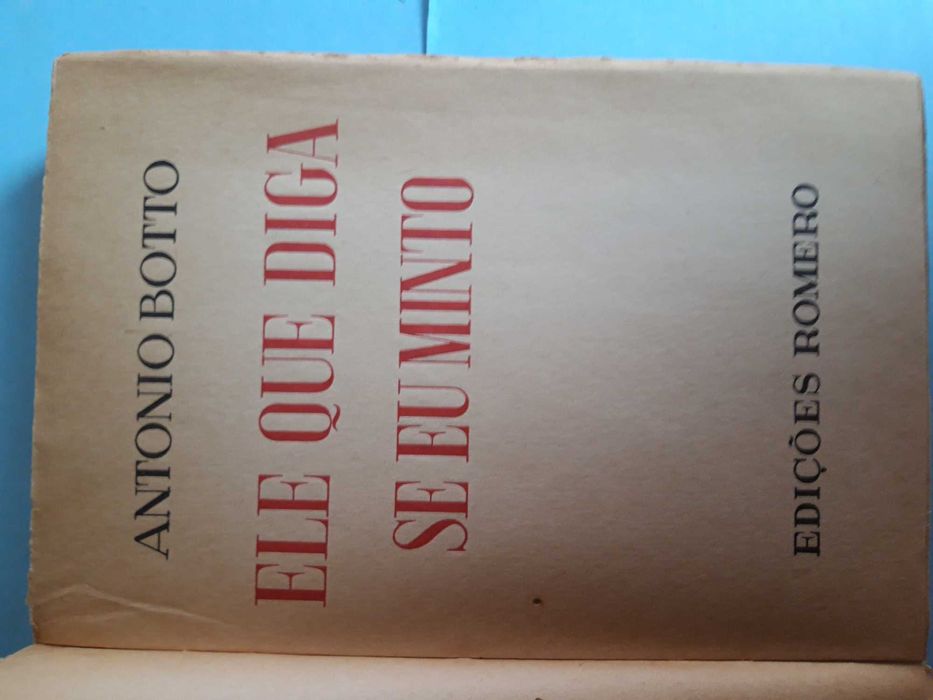 ANTONIO BOTTO
ELE QUE DIGA
SE EU MINTO
EDIÇÕES ROMERO